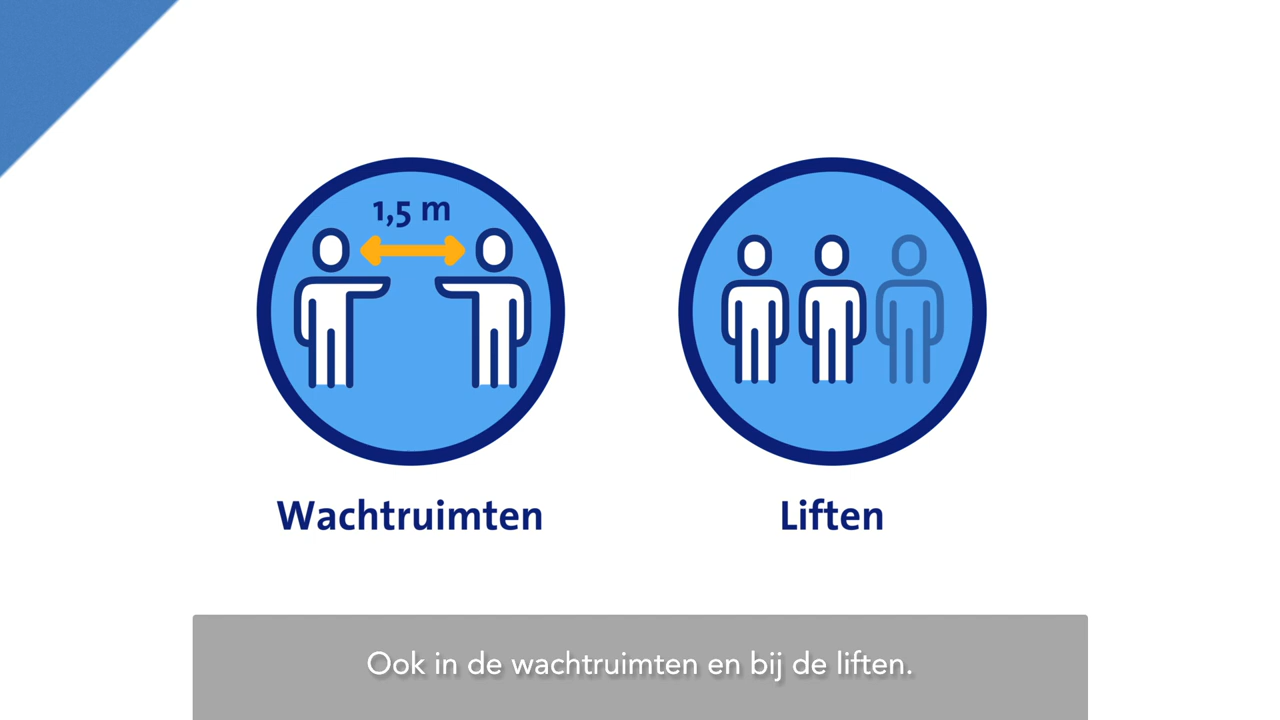 1,5 m
Wachtruimten
Liften
Ook in de wachtruimten en bij de liften.